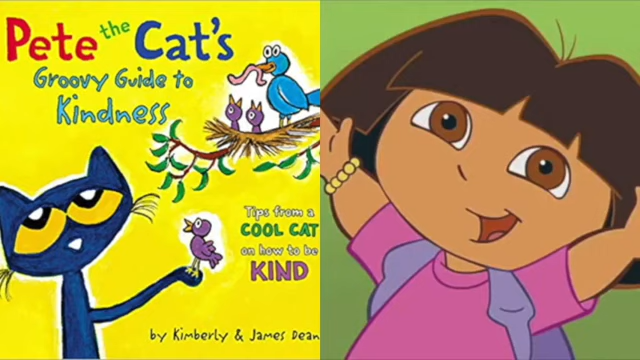 Pete the Cat's
Groovy Guide to
Kindness
Tips from a
COOL CAT
on how to be
KIND
by Kimberly & James Dean